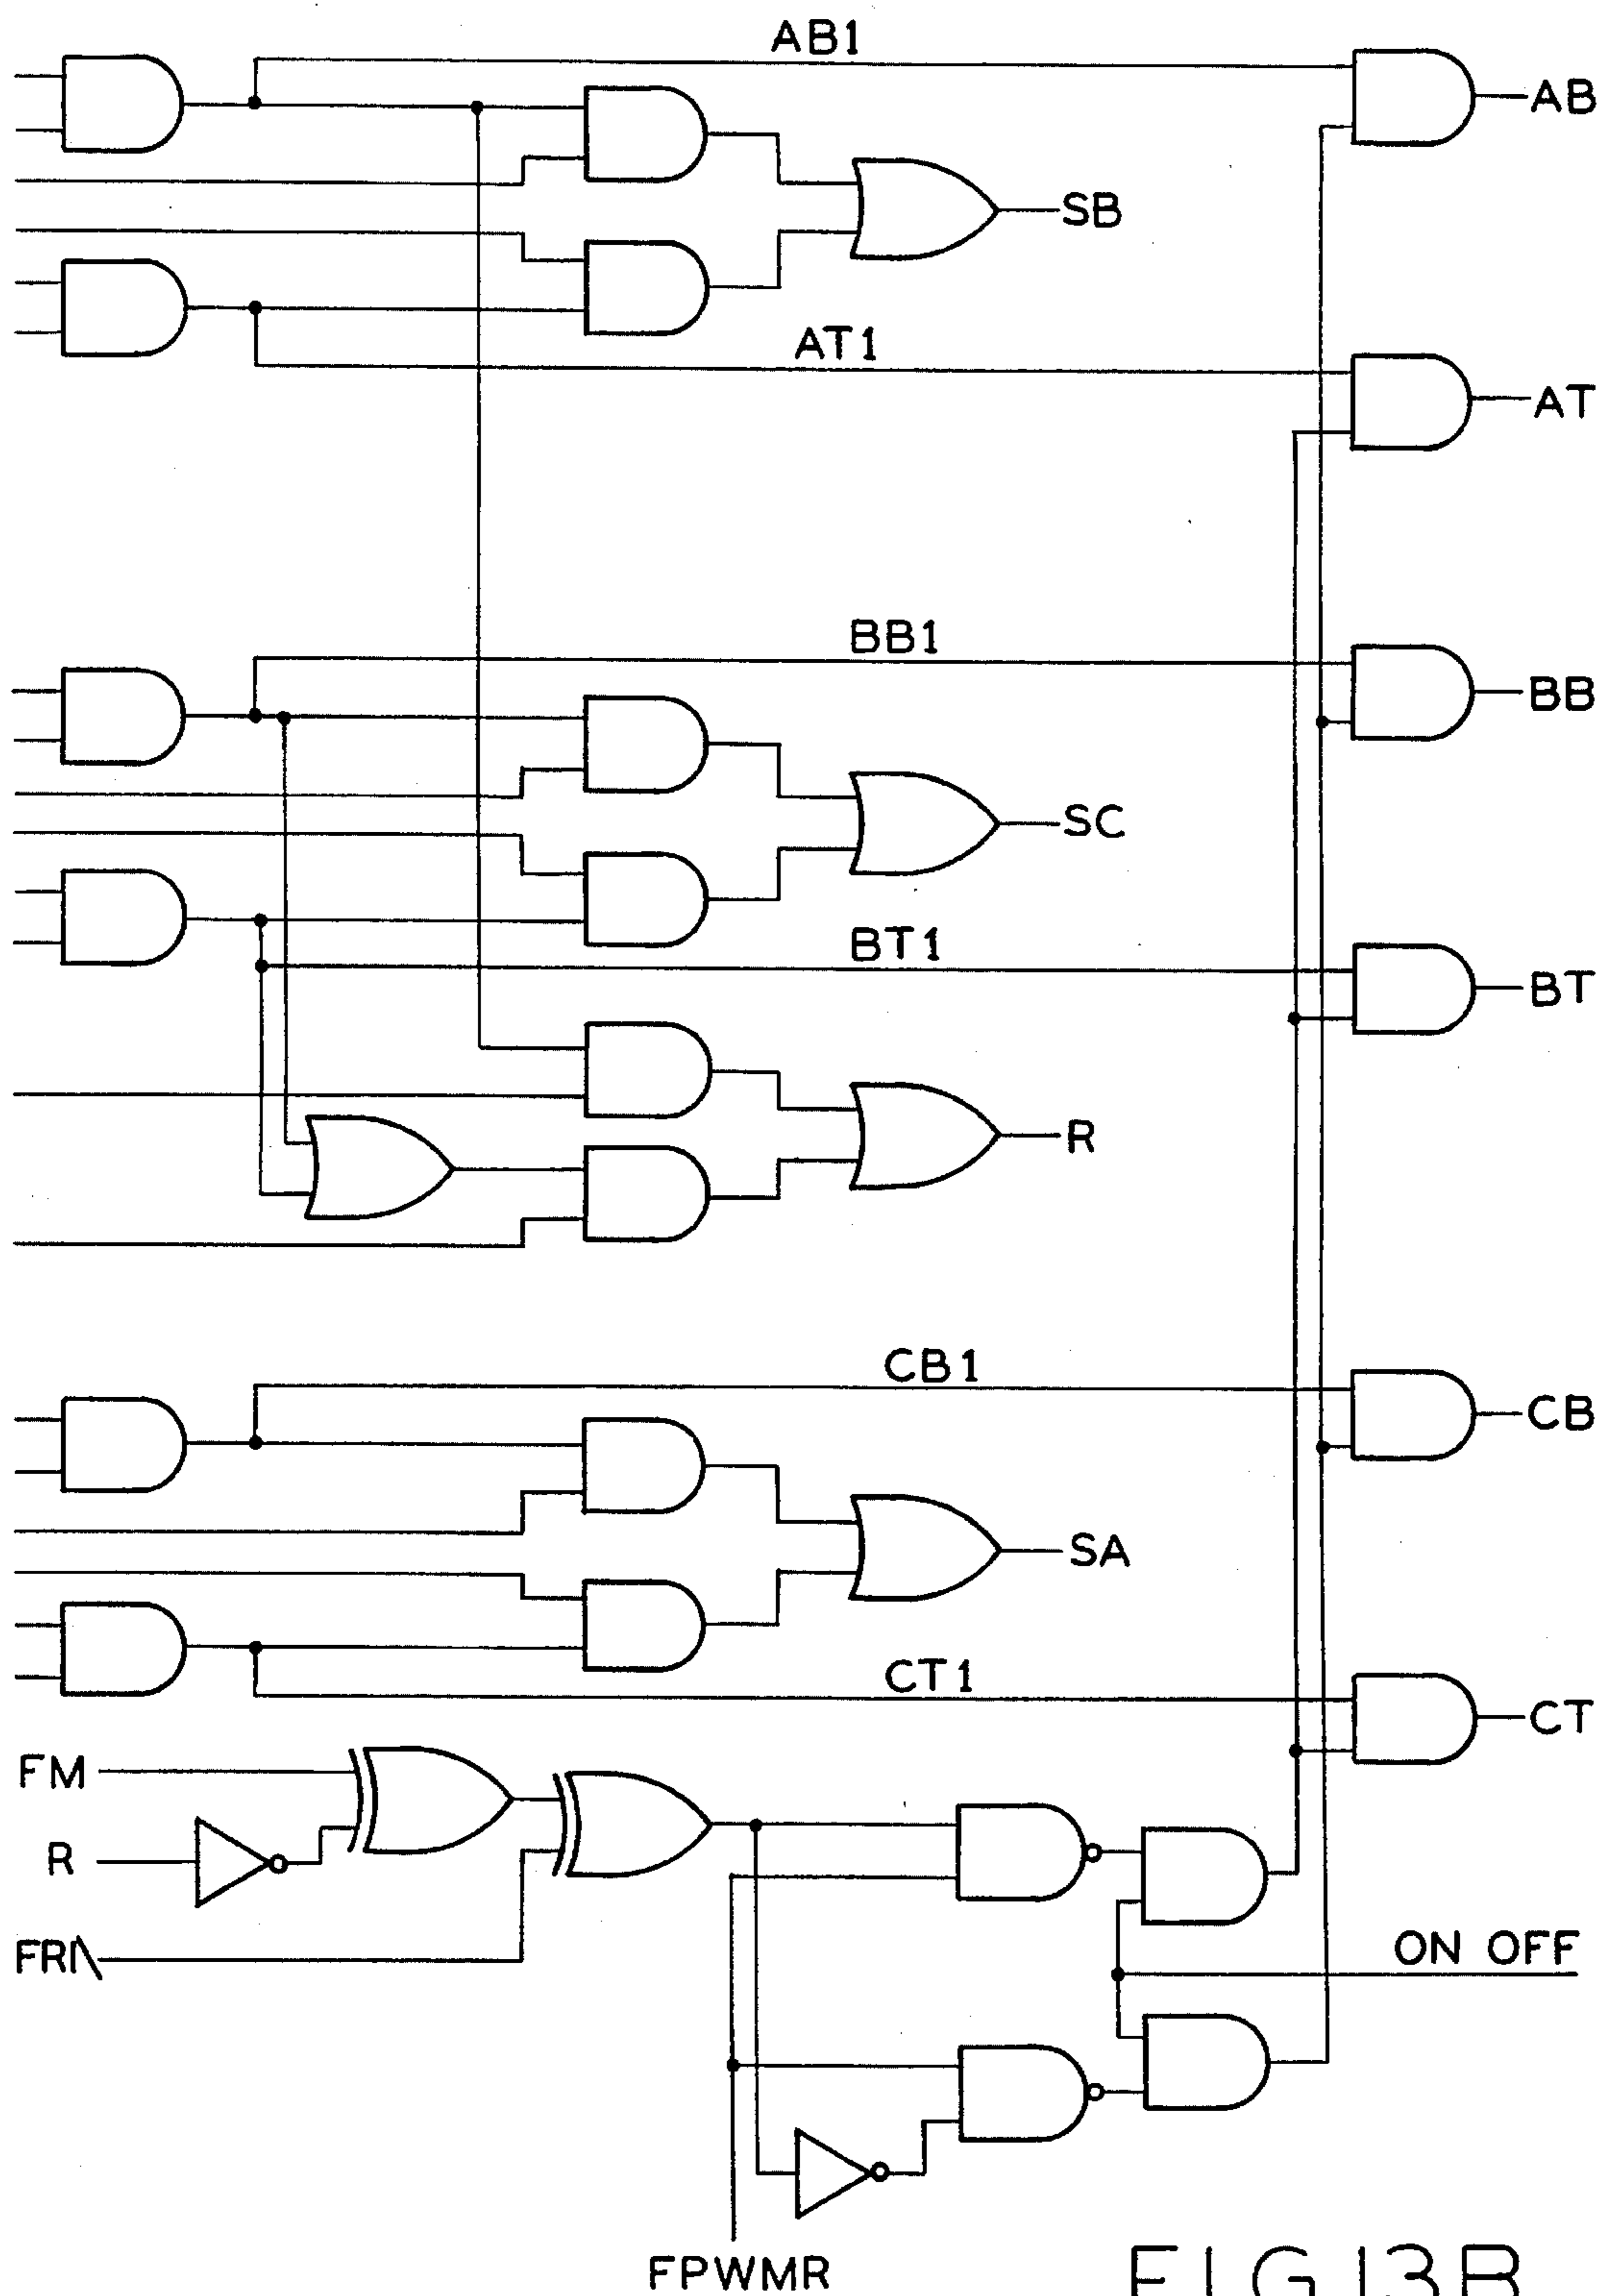 AB1
AB
SB
AT1
AT
BB1
BB
SC
BT1
BT
R
CB1
CB
SA
CT1
CT
FM
R
FRI\
ON OFF
FPWMR
FIG.13B